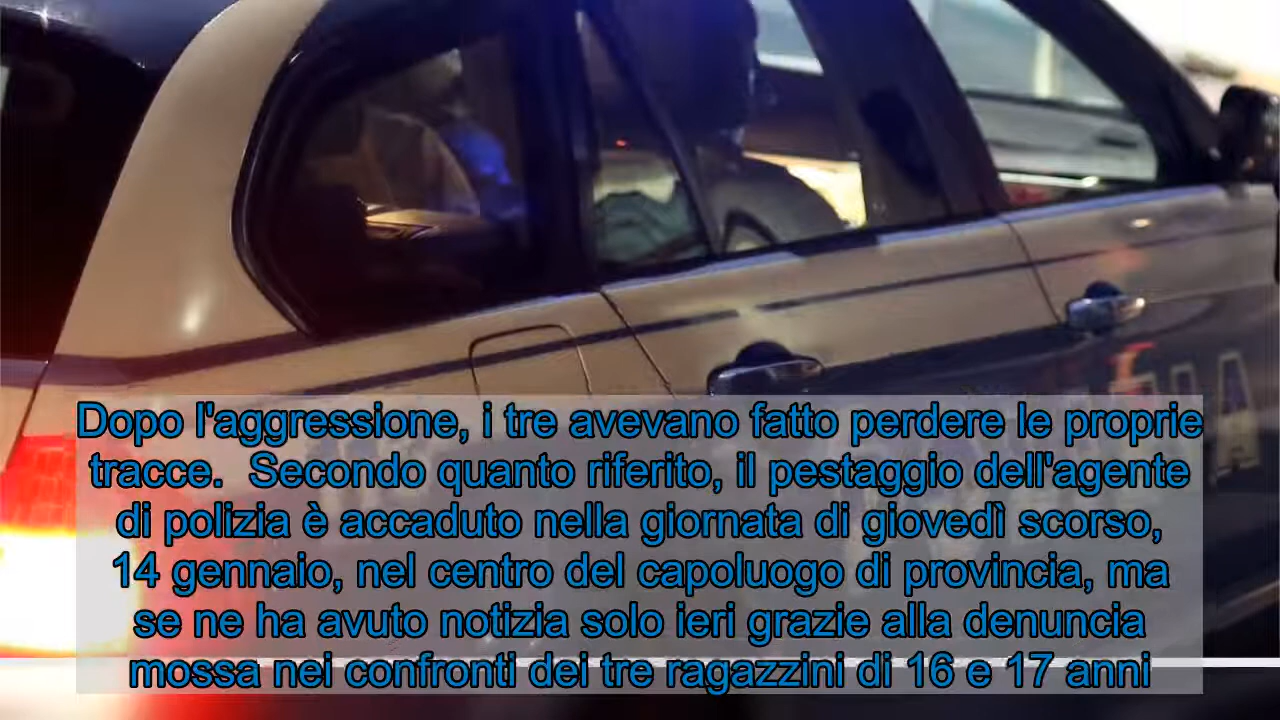 Dopo l'aggressione, i tre avevano fatto perdere le proprie
tracce.  Secondo quanto riferito, il pestaggio dell'agente
di polizia è accaduto nella giornata di giovedì scorso,
14 gennaio, nel centro del capoluogo di provincia, ma
se ne ha avuto notizia solo ieri grazie alla denuncia
mossa nei confronti dei tre ragazzini di 16 e 17 anni